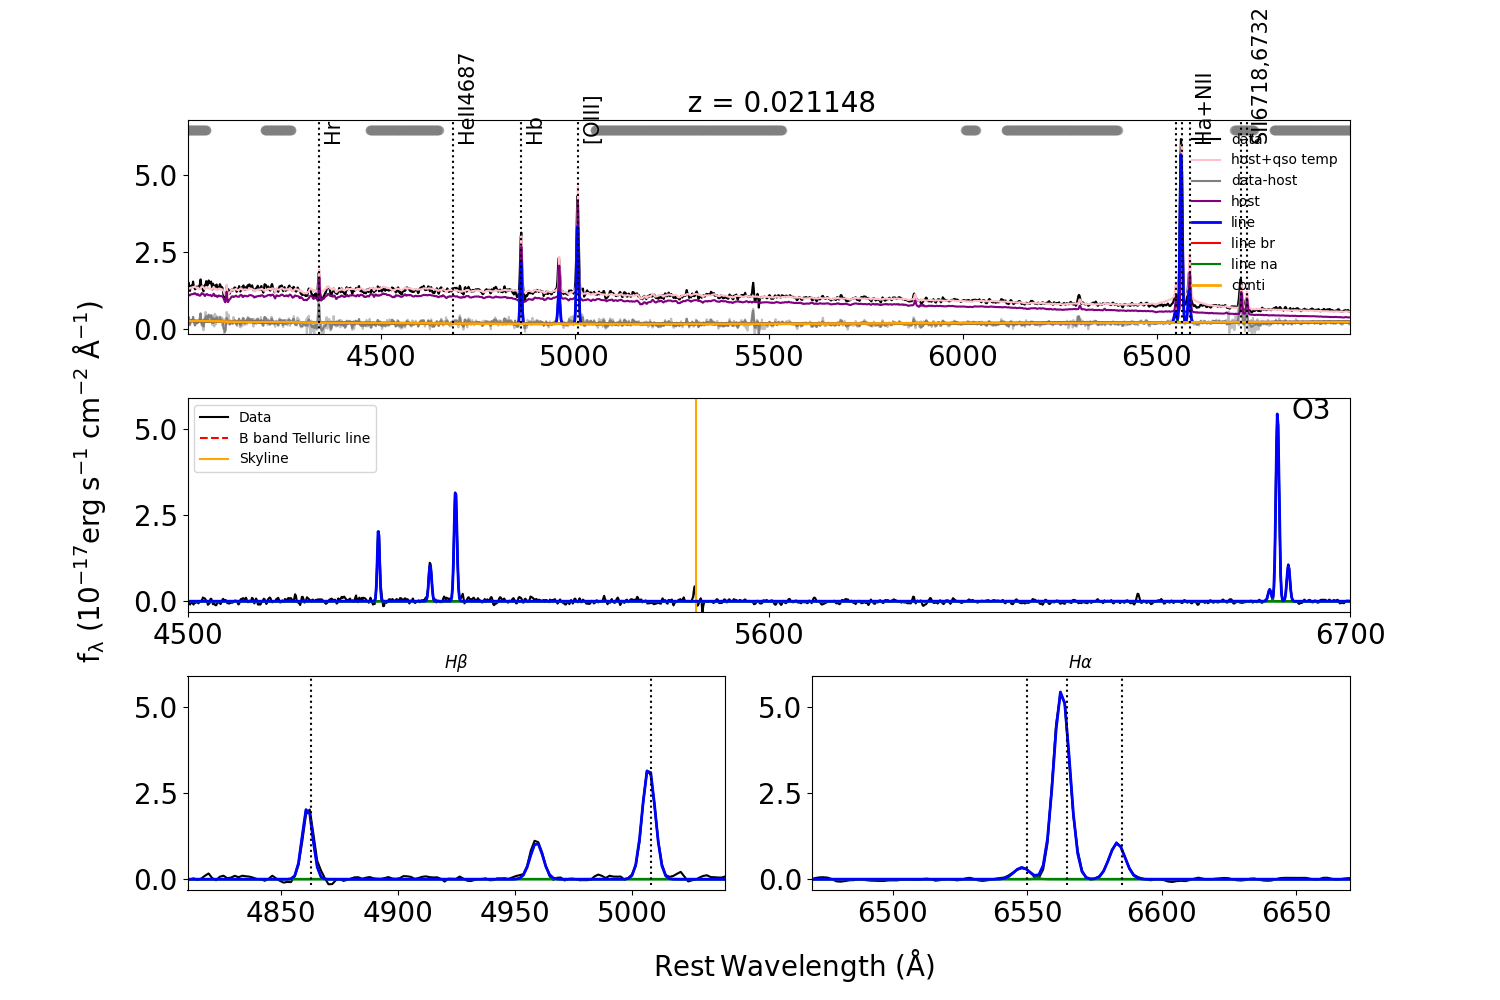 z = 0.021148
Hr
HeII4687
Hb
[OIII]
Ha+NII
SII6718,6732
data
host+qso temp
data-host
host
line
line br
line na
conti
5.0
2.5
0.0
4500
5000
5500
6000
6500
Data
B band Telluric line
Skyline
O3
5.0
2.5
0.0
4500
5600
6700
fλ (10−17erg s−1 cm−2 Å−1)
Hβ
5.0
2.5
0.0
4850
4900
4950
5000
Hα
5.0
2.5
0.0
6500
6550
6600
6650
Rest Wavelength (Å)